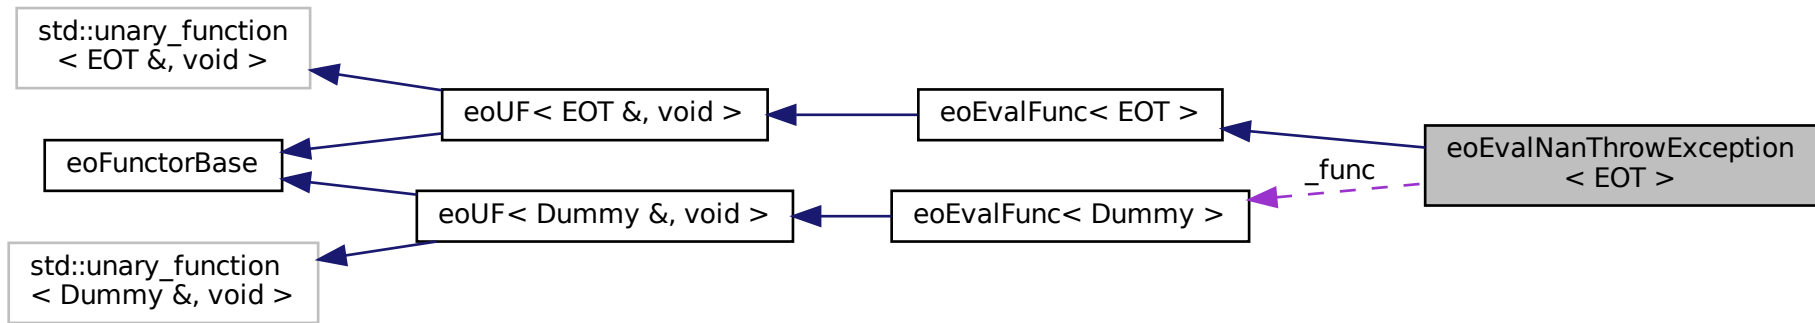 std::unary_function
< EOT &, void >
eoFunctorBase
std::unary_function
< Dummy &, void >
eoUF< EOT &, void >
eoUF< Dummy &, void >
eoEvalFunc< EOT >
eoEvalFunc< Dummy >
_func
eoEvalNanThrowException
< EOT >